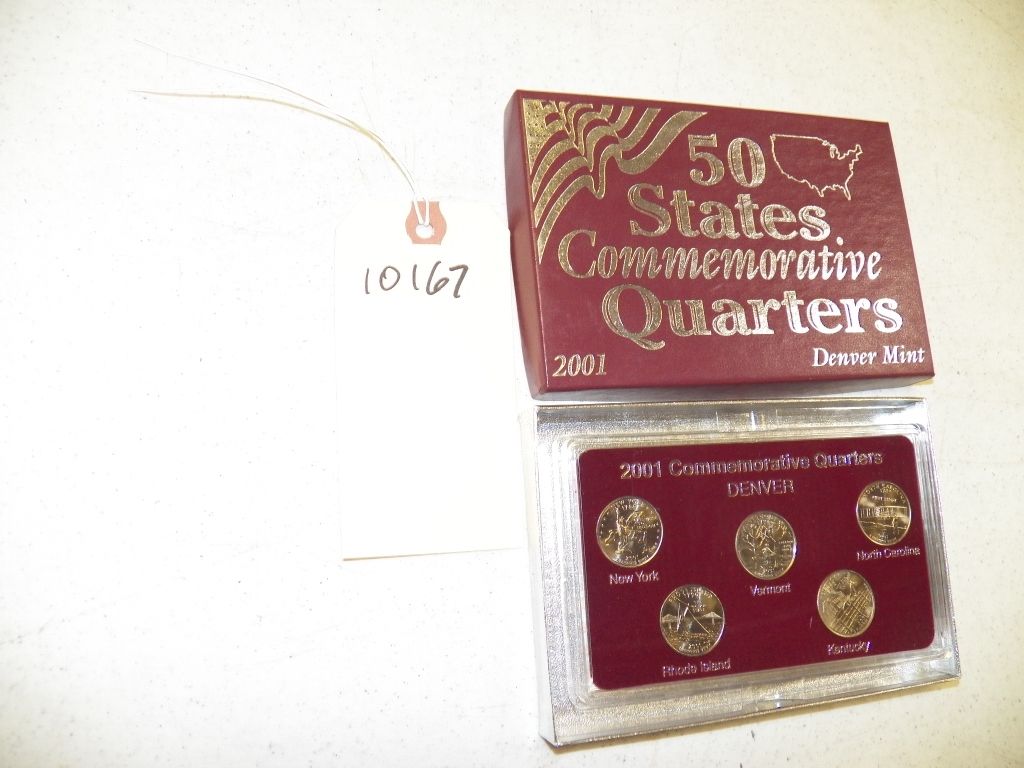 10167
50
States
Commemorative
Quarters
2001
Denver Mint
2001 Commemorative Quarters
DENVER
New York
Vermont
North Carolina
Rhode Island
Kentucky